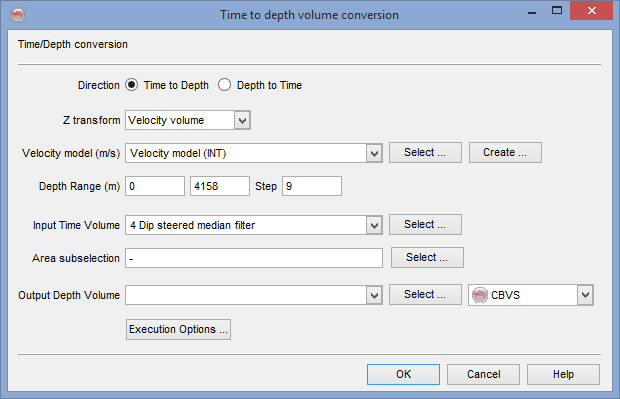 Time to depth volume conversion
Time/Depth conversion
Direction Time to Depth Depth to Time
Z transform Velocity volume
Velocity model (m/s) Velocity model (INT) Select ... Create ...
Depth Range (m) 0 4158 Step 9
Input Time Volume 4 Dip steered median filter Select ...
Area subselection - Select ...
Output Depth Volume Select ... CBVS
Execution Options ...
OK Cancel Help